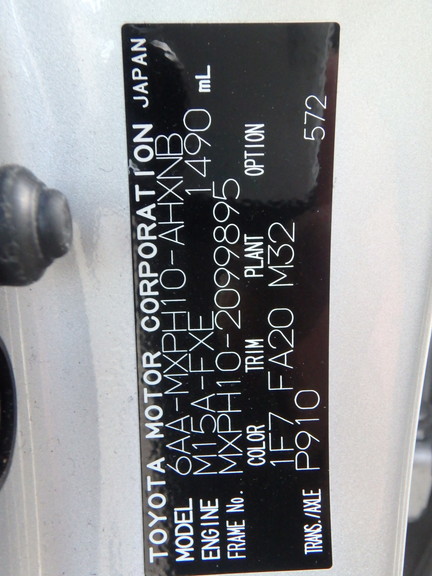 TOYOTA MOTOR CORPORATION JAPAN
MODEL 6AA-MXPH10-AHXNB
ENGINE M15A-FXE 1490 mL
FRAME No. MXPH10-2099895
COLOR TRIM PLANT OPTION
1F7 FA20 M32
TRANS./AXLE P910 572